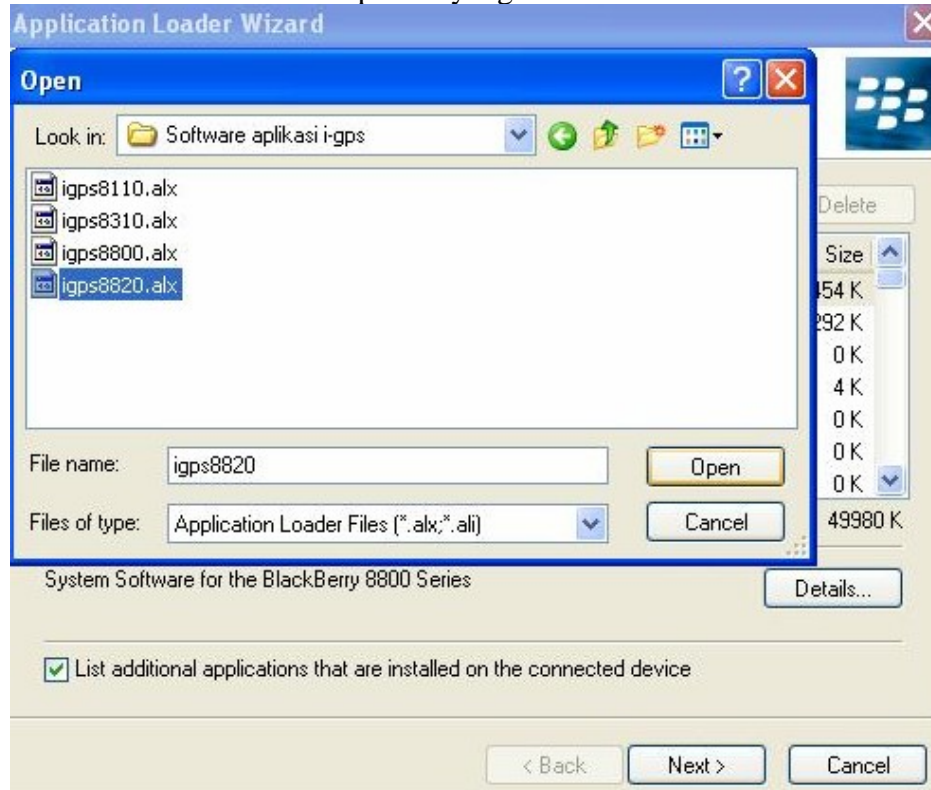 Application Loader Wizard
Open
Look in: Software aplikasi i-gps
igps8110.alx
igps8310.alx
igps8800.alx
igps8820.alx
Delete
Size
454 K
292 K
0 K
4 K
0 K
0 K
0 K
File name: igps8820 Open
Files of type: Application Loader Files (*.alx;*.ali) Cancel
49980 K
System Software for the BlackBerry 8800 Series Details...
List additional applications that are installed on the connected device
< Back Next > Cancel